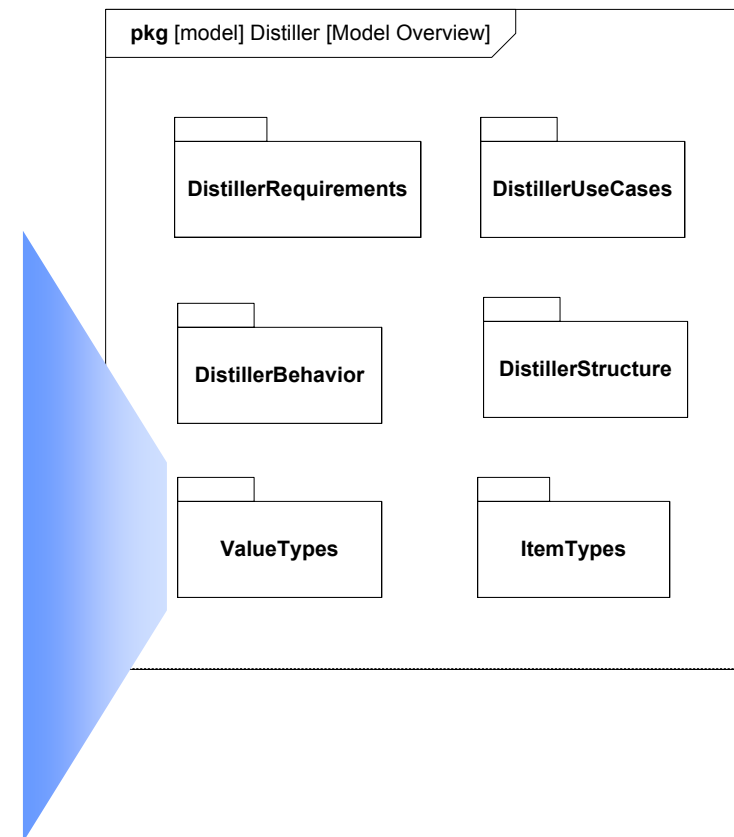 pkg [model] Distiller [Model Overview]
DistillerRequirements
DistillerUseCases
DistillerBehavior
DistillerStructure
ValueTypes
ItemTypes